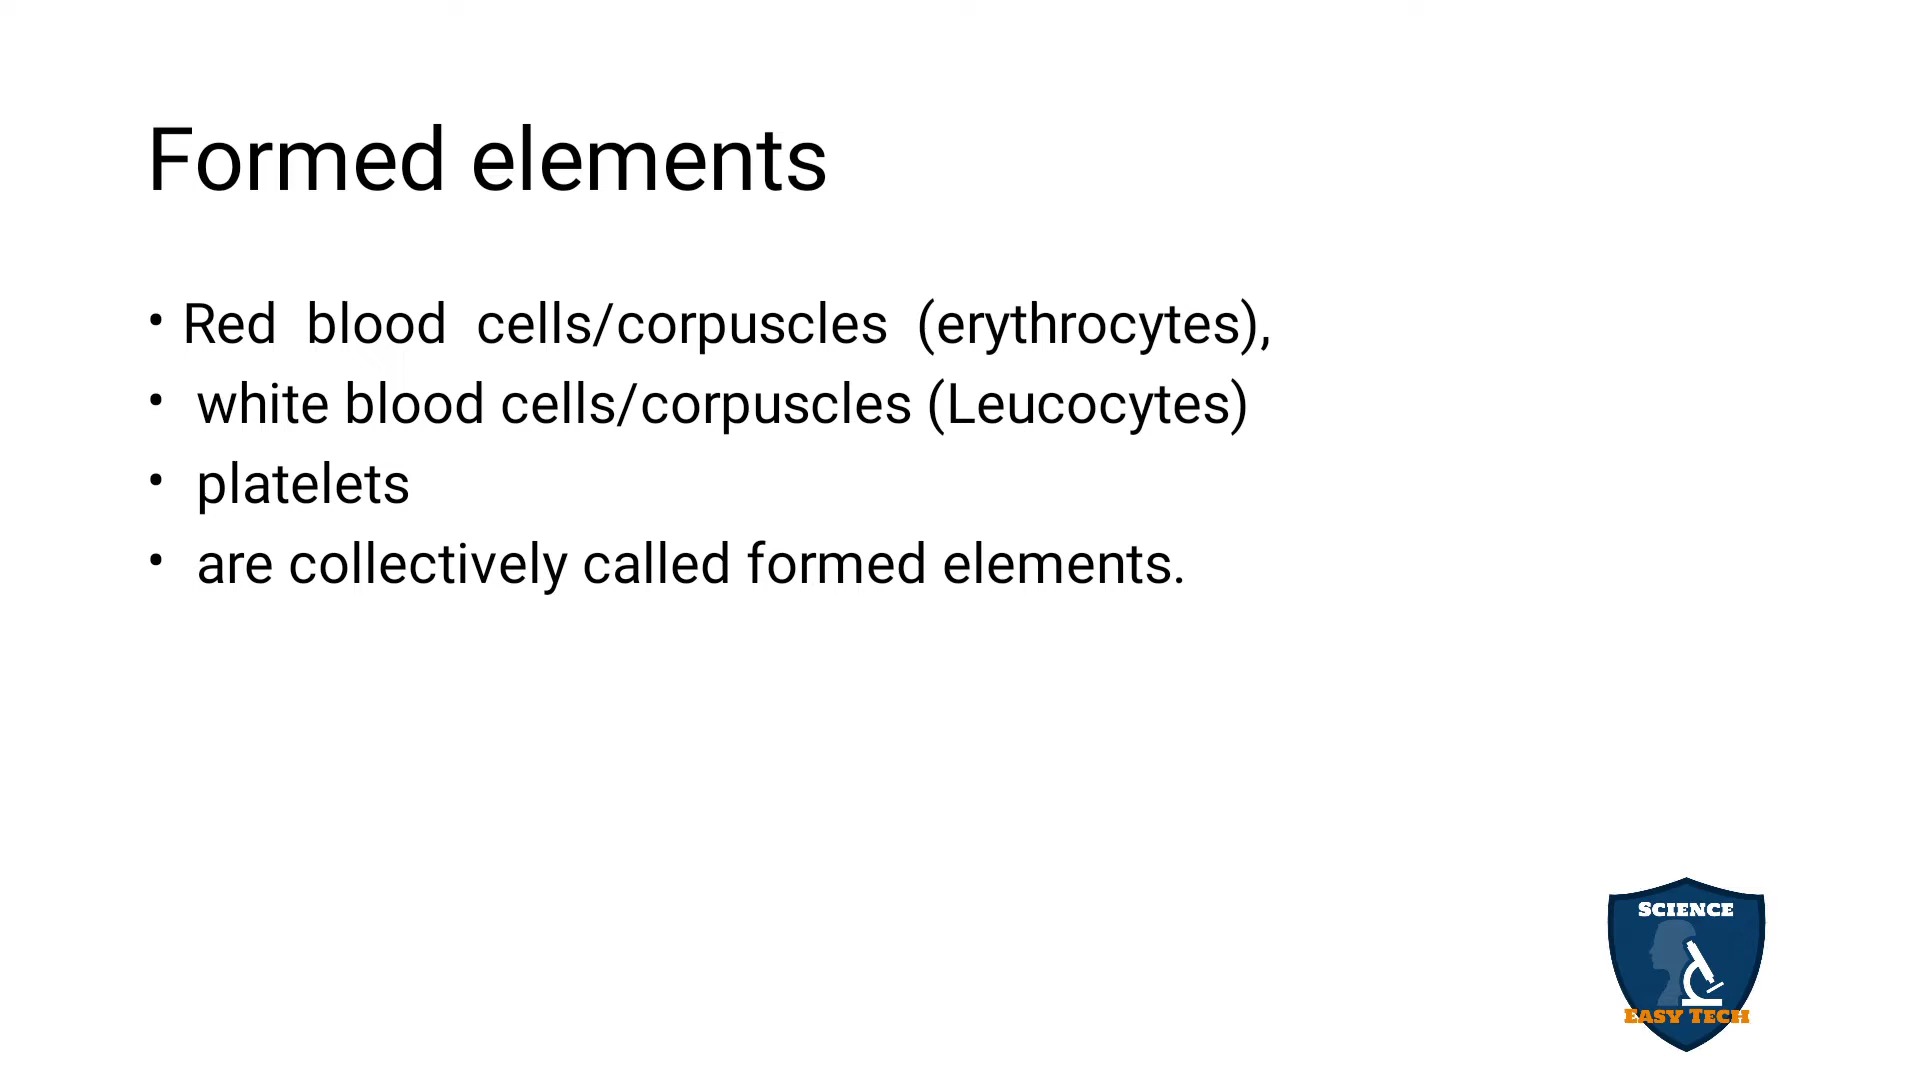 Formed elements
• Red blood cells/corpuscles (erythrocytes),
• white blood cells/corpuscles (Leucocytes)
• platelets
• are collectively called formed elements.
SCIENCE
EASY TECH